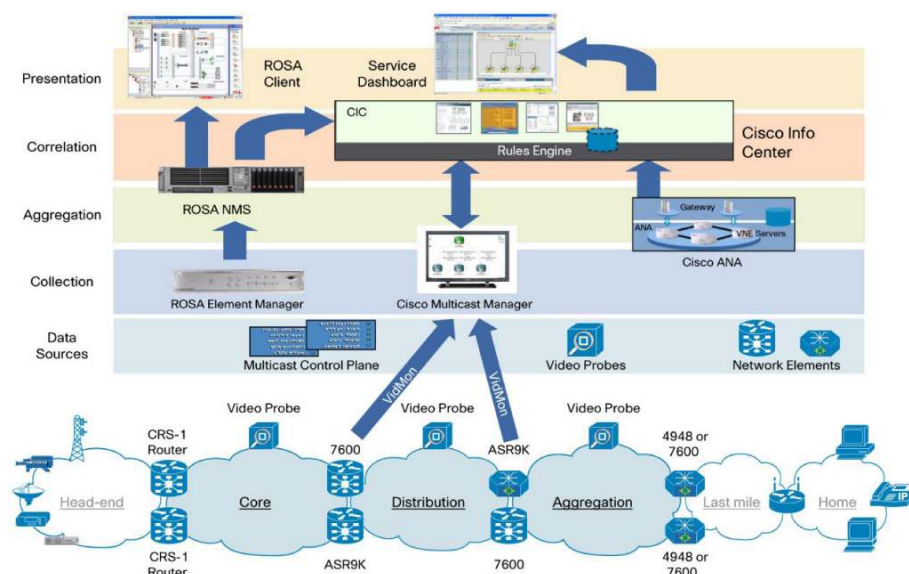 Presentation
ROSA
Client
Service
Dashboard
CIC
Correlation
Rules Engine
Cisco Info
Center
Aggregation
ROSA NMS
Gateway
ANA
VNE Servers
Cisco ANA
Collection
ROSA Element Manager
Cisco Multicast Manager
Data
Sources
Multicast Control Plane
VidMon
VidMon
Video Probes
Network Elements
Video Probe
Video Probe
Video Probe
CRS-1
Router
7600
ASR9K
4948 or
7600
Head-end
Core
Distribution
Aggregation
Last mile
Home
IP
CRS-1
Router
ASR9K
7600
4948 or
7600